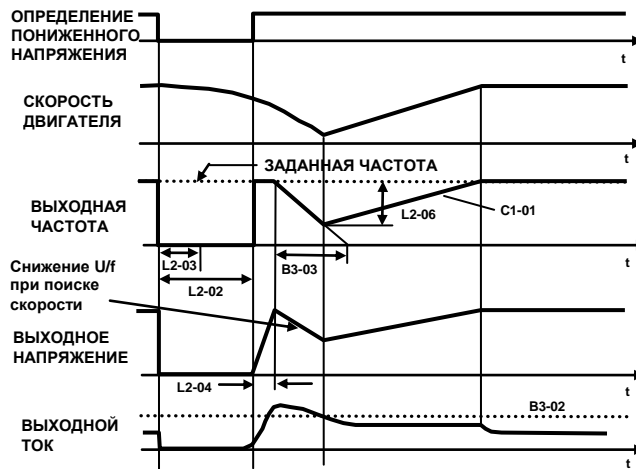 ОПРЕДЕЛЕНИЕ
ПОНИЖЕННОГО
НАПРЯЖЕНИЯ
t
СКОРОСТЬ
ДВИГАТЕЛЯ
t
ЗАДАННАЯ ЧАСТОТА
ВЫХОДНАЯ
ЧАСТОТА
L2-06
C1-01
L2-03
B3-03
t
L2-02
Снижение U/f
при поиске
скорости
ВЫХОДНОЕ
НАПРЯЖЕНИЕ
L2-04
t
B3-02
ВЫХОДНОЙ
ТОК
t